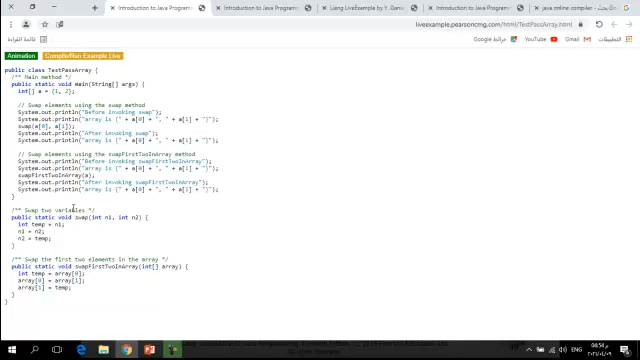 Introduction to Java Programm
Introduction to Java Programm
Liang LiveExample by Y. Danie
Introduction to Java Programm
java online compiler - بحث
liveexample.pearsoncmg.com/html/TestPassArray.html
قائمة القراءة
Google خرائط
YouTube
Gmail
التطبيقات
Animation
Compile/Run Example Live
public class TestPassArray {
/** Main method */
public static void main(String[] args) {
int[] a = {1, 2};
// Swap elements using the swap method
System.out.println("Before invoking swap");
System.out.println("array is {" + a[0] + ", " + a[1] + "}");
swap(a[0], a[1]);
System.out.println("After invoking swap");
System.out.println("array is {" + a[0] + ", " + a[1] + "}");
// Swap elements using the swapFirstTwoInArray method
System.out.println("Before invoking swapFirstTwoInArray");
System.out.println("array is {" + a[0] + ", " + a[1] + "}");
swapFirstTwoInArray(a);
System.out.println("After invoking swapFirstTwoInArray");
System.out.println("array is {" + a[0] + ", " + a[1] + "}");
}
/** Swap two variables */
public static void swap(int n1, int n2) {
int temp = n1;
n1 = n2;
n2 = temp;
}
/** Swap the first two elements in the array */
public static void swapFirstTwoInArray(int[] array) {
int temp = array[0];
array[0] = array[1];
array[1] = temp;
}
}
ENG
04:54 م